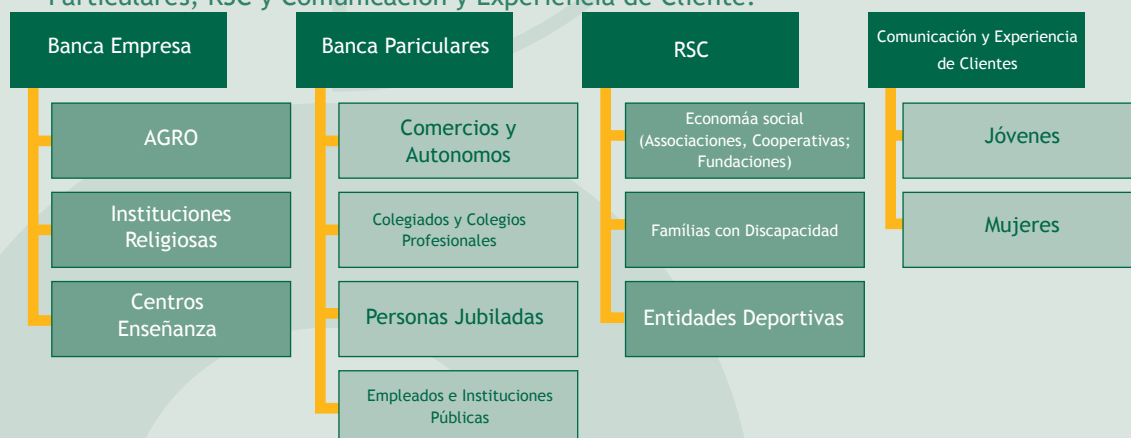 Particulares, RSC y Comunicación y Experiencia de Cliente:
Banca Empresa
AGRO
Instituciones
Religiosas
Centros
Enseñanza
Banca Pariculares
Comercios y
Autonomos
Colegiados y Colegios
Profesionales
Personas Jubiladas
Empleados e Instituciones
Públicas
RSC
Economáa social
(Associaciones, Cooperativas;
Fundaciones)
Famílias con Discapacidad
Entidades Deportivas
Comunicación y Experiencia
de Clientes
Jóvenes
Mujeres